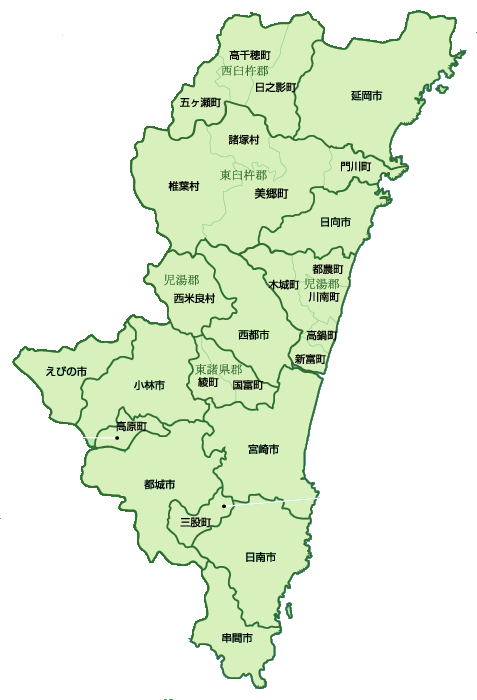 高千穂町
西臼杵郡
日之影町
延岡市
五ヶ瀬町
諸塚村
門川町
東臼杵郡
椎葉村
美郷町
日向市
都農町
児湯郡
木城町
児湯郡
川南町
西米良村
西都市
高鍋町
新富町
東諸県郡
えびの市
小林市
綾町
国富町
高原町
宮崎市
都城市
三股町
日南市
串間市